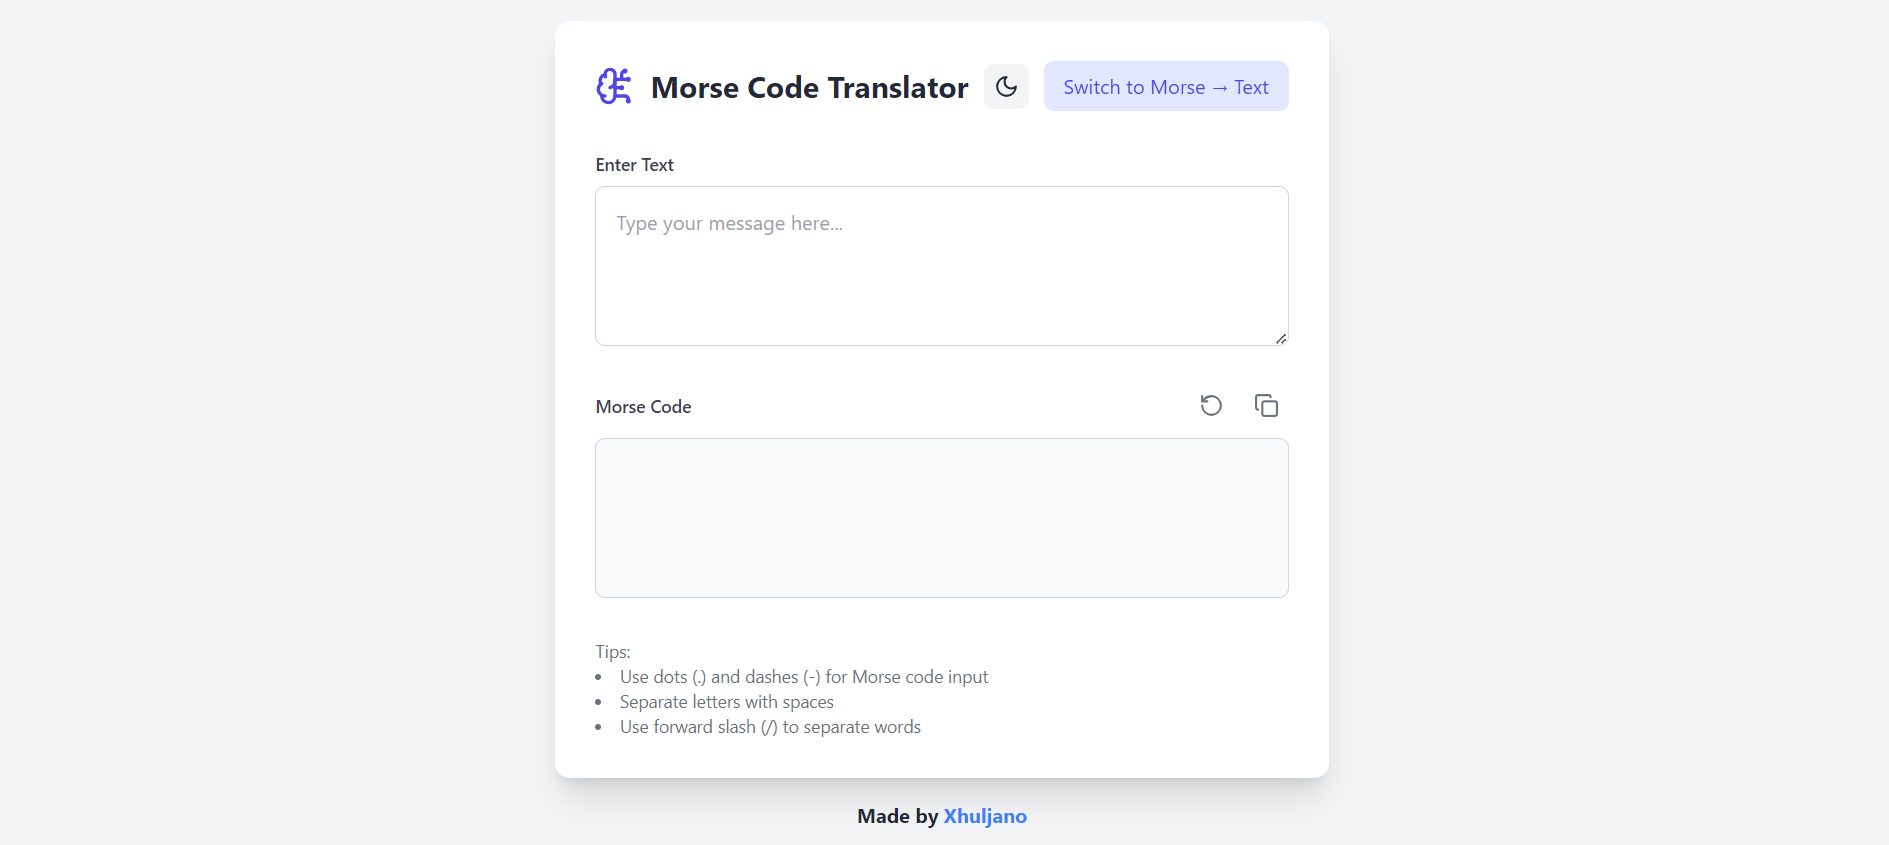 Morse Code Translator
Switch to Morse → Text
Enter Text
Type your message here...
Morse Code
Tips:
• Use dots (.) and dashes (-) for Morse code input
• Separate letters with spaces
• Use forward slash (/) to separate words
Made by Xhuljano